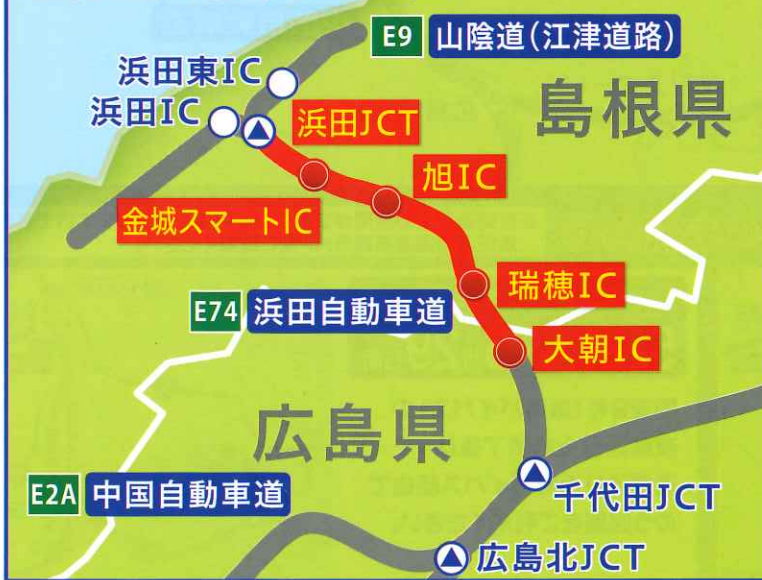 E9 山陰道(江津道路)
浜田東IC
浜田IC
島根県
浜田JCT
旭IC
金城スマートIC
瑞穂IC
E74 浜田自動車道
大朝IC
広島県
E2A 中国自動車道
千代田JCT
広島北JCT